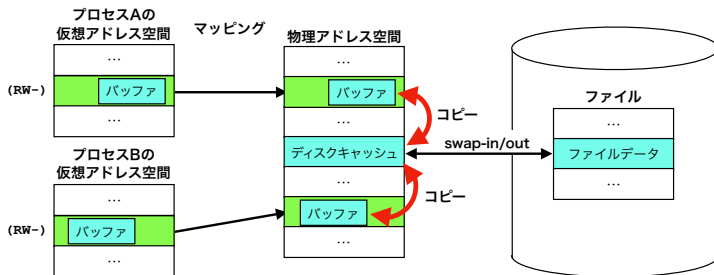 プロセスAの
仮想アドレス空間
…
(RW-)
バッファ
…
プロセスBの
仮想アドレス空間
…
(RW-)
バッファ
…
マッピング
物理アドレス空間
…
バッファ
…
ディスクキャッシュ
…
バッファ
…
コピー
コピー
swap-in/out
ファイル
…
ファイルデータ
…